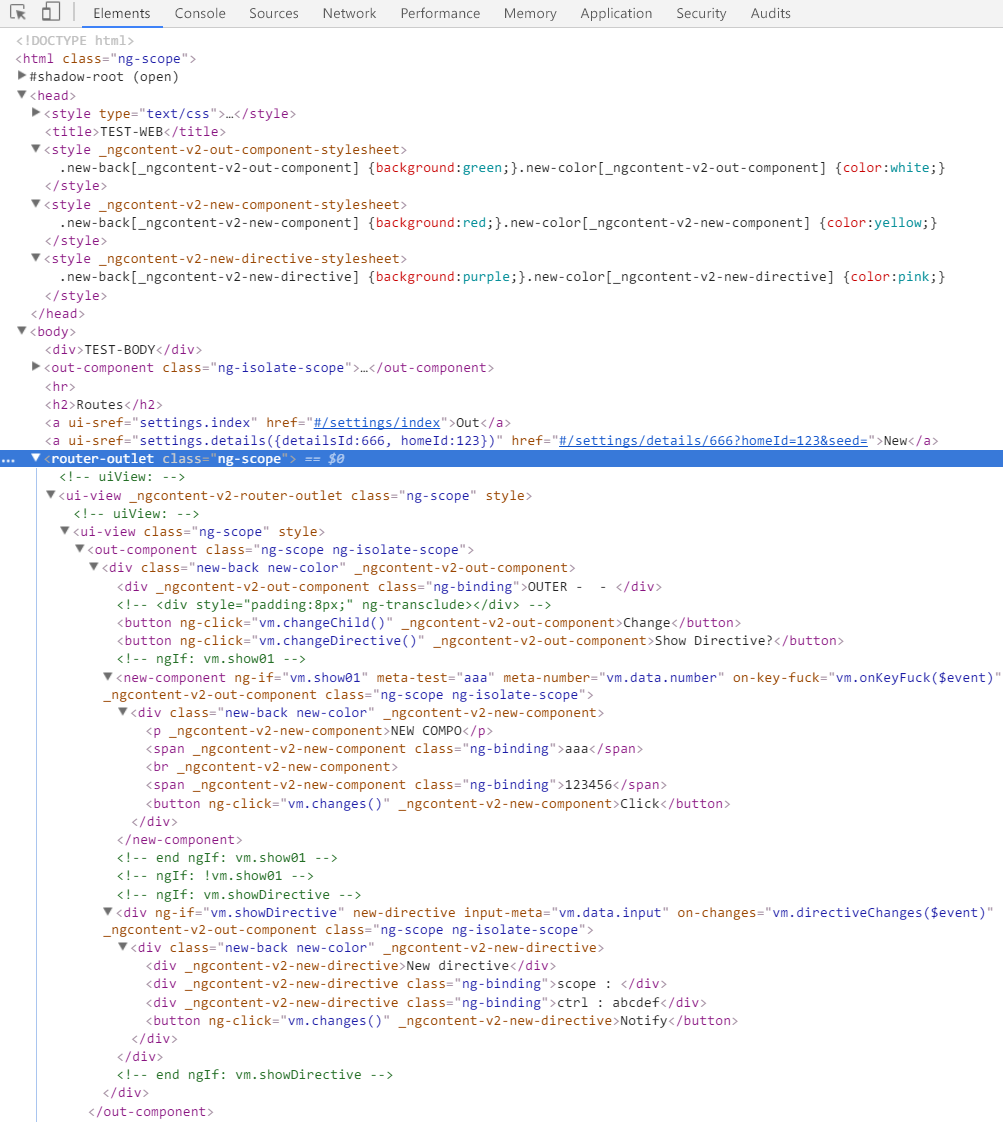 Elements Console Sources Network Performance Memory Application Security Audits
<!DOCTYPE html>
<html class="ng-scope">
#shadow-root (open)
<head>
<style type="text/css">…</style>
<title>TEST-WEB</title>
<style _ngcontent-v2-out-component-stylesheet>
.new-back[_ngcontent-v2-out-component] {background:green;}.new-color[_ngcontent-v2-out-component] {color:white;}
</style>
<style _ngcontent-v2-new-component-stylesheet>
.new-back[_ngcontent-v2-new-component] {background:red;}.new-color[_ngcontent-v2-new-component] {color:yellow;}
</style>
<style _ngcontent-v2-new-directive-stylesheet>
.new-back[_ngcontent-v2-new-directive] {background:purple;}.new-color[_ngcontent-v2-new-directive] {color:pink;}
</style>
</head>
<body>
<div>TEST-BODY</div>
<out-component class="ng-isolate-scope">…</out-component>
<hr>
<h2>Routes</h2>
<a ui-sref="settings.index" href="#/settings/index">Out</a>
<a ui-sref="settings.details({detailsId:666, homeId:123})" href="#/settings/details/666?homeId=123&seed=">New</a>
… <router-outlet class="ng-scope"> == $0
<!-- uiView: -->
<ui-view _ngcontent-v2-router-outlet class="ng-scope" style>
<!-- uiView: -->
<ui-view class="ng-scope" style>
<out-component class="ng-scope ng-isolate-scope">
<div class="new-back new-color" _ngcontent-v2-out-component>
<div _ngcontent-v2-out-component class="ng-binding">OUTER -  - </div>
<!-- <div style="padding:8px;" ng-transclude></div> -->
<button ng-click="vm.changeChild()" _ngcontent-v2-out-component>Change</button>
<button ng-click="vm.changeDirective()" _ngcontent-v2-out-component>Show Directive?</button>
<!-- ngIf: vm.show01 -->
<new-component ng-if="vm.show01" meta-test="aaa" meta-number="vm.data.number" on-key-fuck="vm.onKeyFuck($event)"
_ngcontent-v2-out-component class="ng-scope ng-isolate-scope">
<div class="new-back new-color" _ngcontent-v2-new-component>
<p _ngcontent-v2-new-component>NEW COMPO</p>
<span _ngcontent-v2-new-component class="ng-binding">aaa</span>
<br _ngcontent-v2-new-component>
<span _ngcontent-v2-new-component class="ng-binding">123456</span>
<button ng-click="vm.changes()" _ngcontent-v2-new-component>Click</button>
</div>
</new-component>
<!-- end ngIf: vm.show01 -->
<!-- ngIf: !vm.show01 -->
<!-- ngIf: vm.showDirective -->
<div ng-if="vm.showDirective" new-directive input-meta="vm.data.input" on-changes="vm.directiveChanges($event)"
_ngcontent-v2-out-component class="ng-scope ng-isolate-scope">
<div class="new-back new-color" _ngcontent-v2-new-directive>
<div _ngcontent-v2-new-directive>New directive</div>
<div _ngcontent-v2-new-directive class="ng-binding">scope : </div>
<div _ngcontent-v2-new-directive class="ng-binding">ctrl : abcdef</div>
<button ng-click="vm.changes()" _ngcontent-v2-new-directive>Notify</button>
</div>
</div>
<!-- end ngIf: vm.showDirective -->
</div>
</out-component>